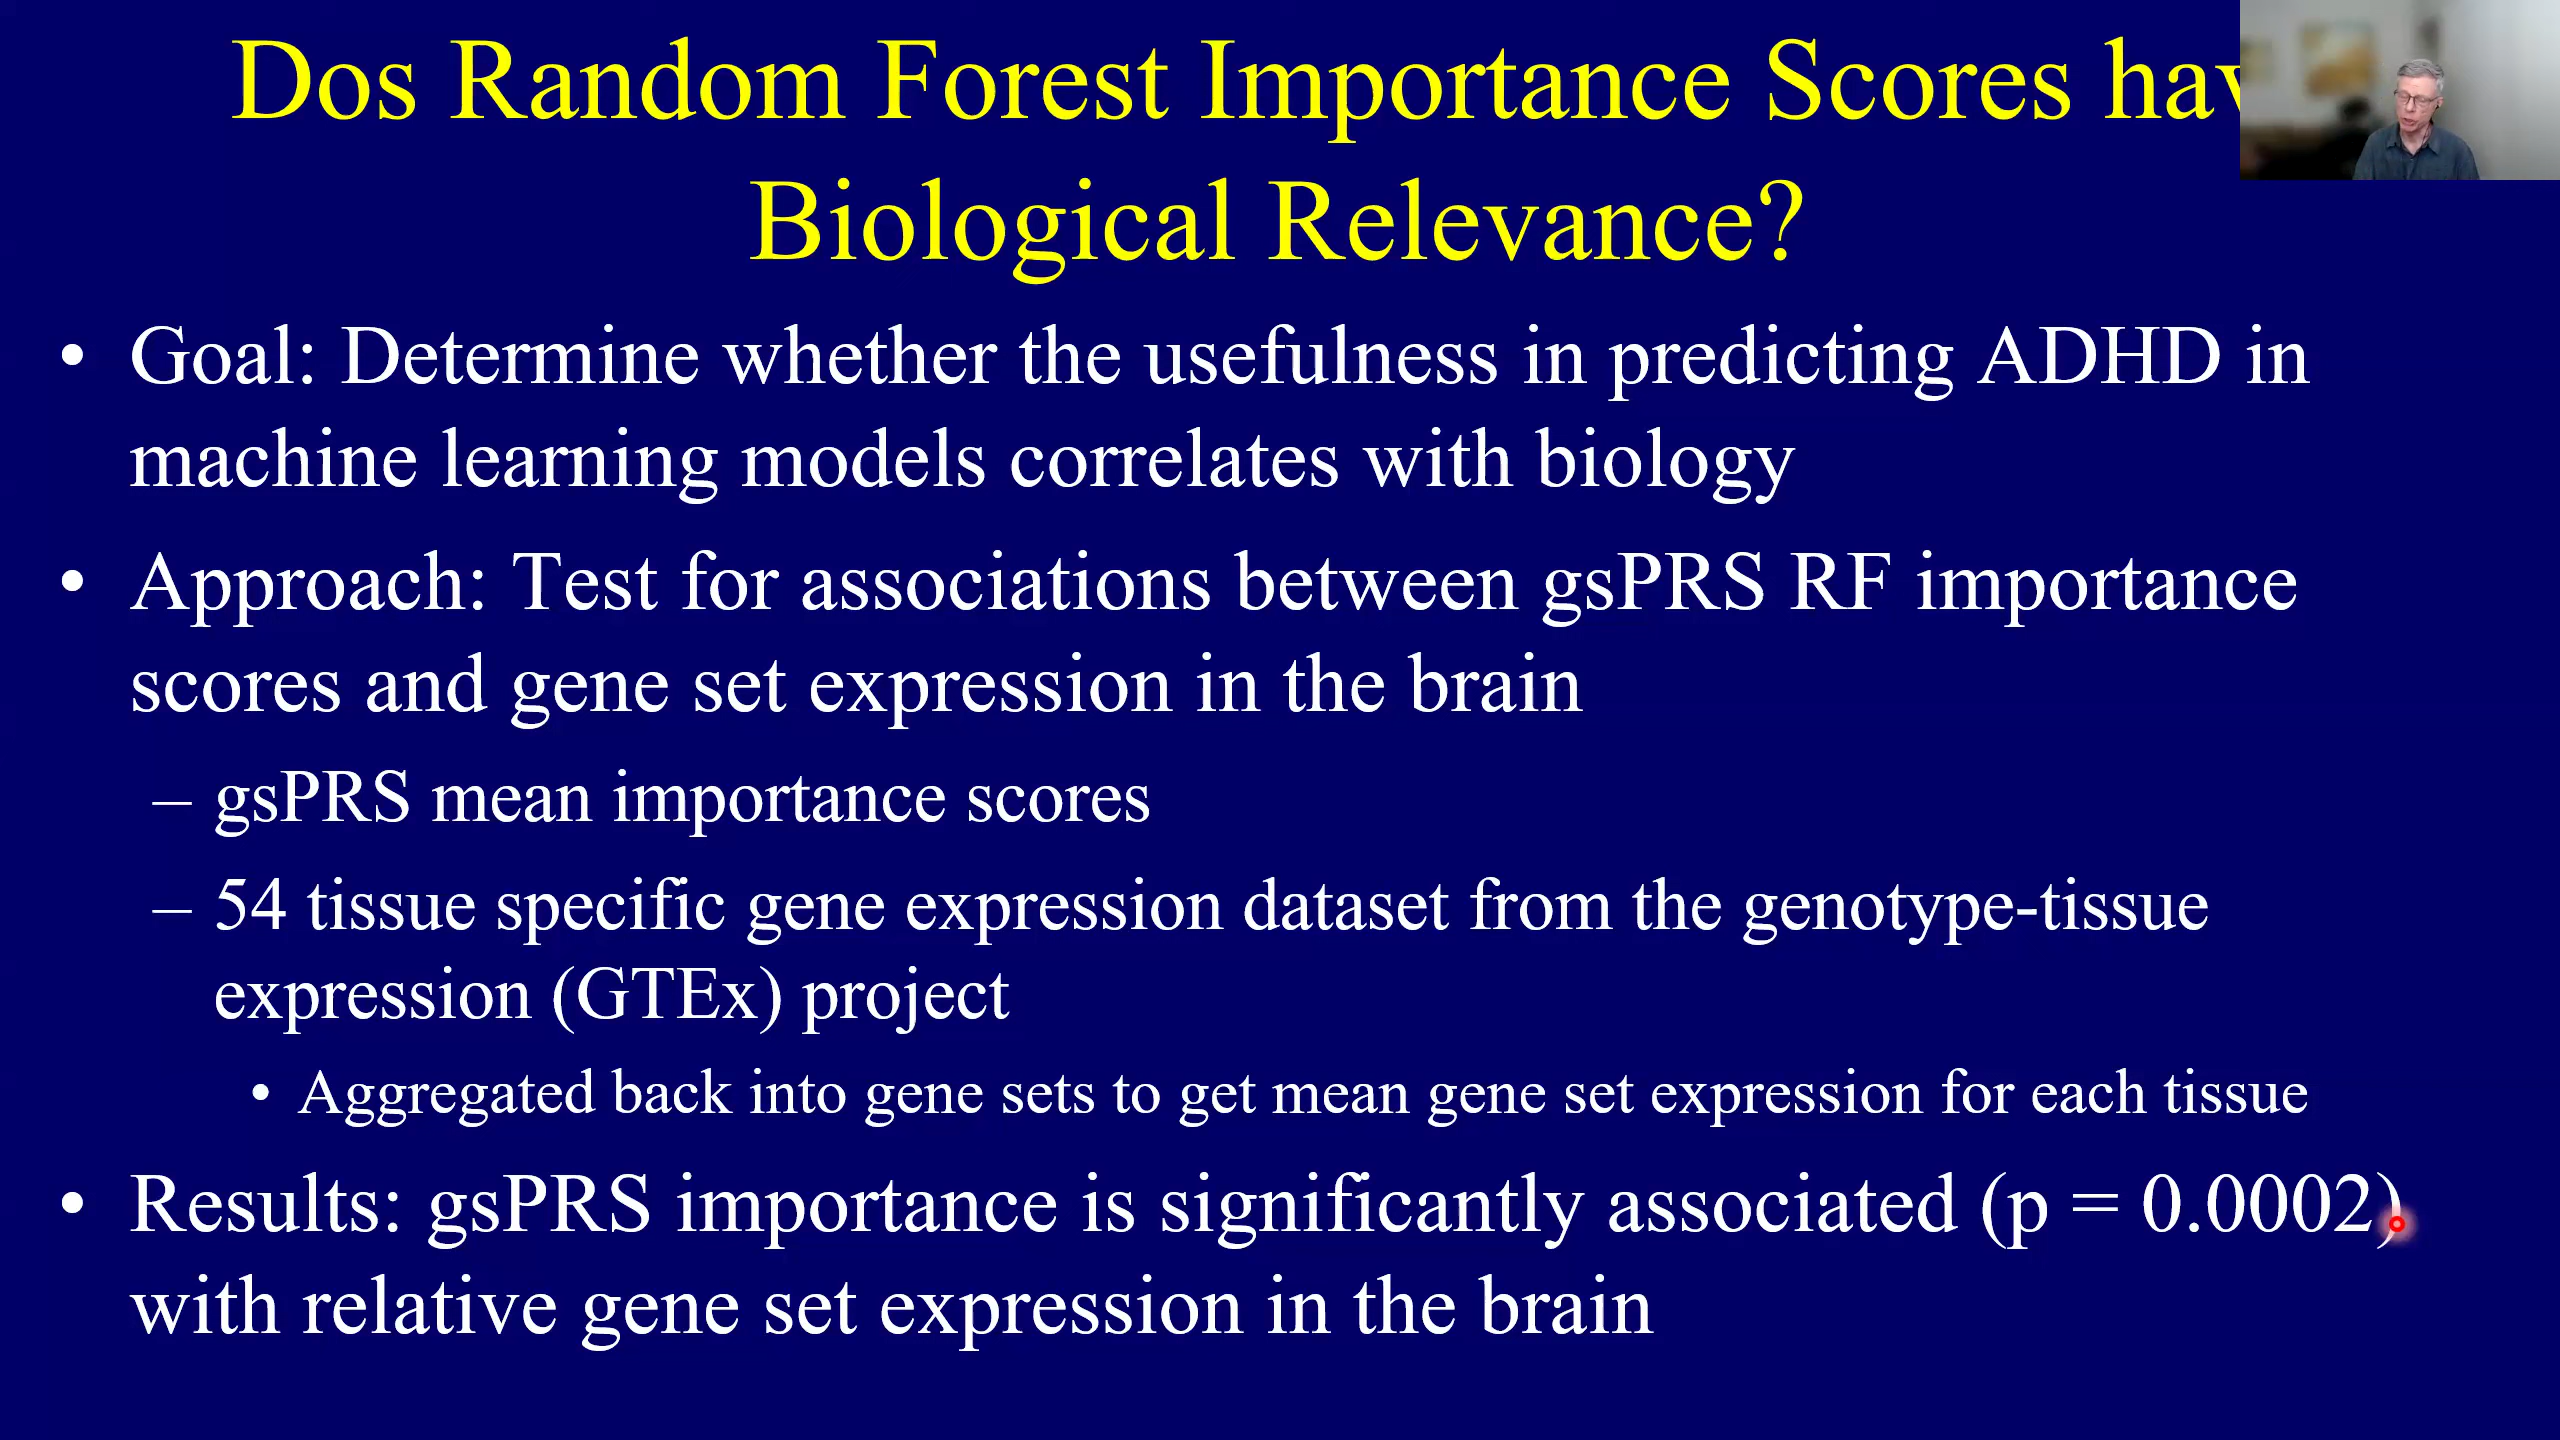 Dos Random Forest Importance Scores
Biological Relevance?
• Goal: Determine whether the usefulness in predicting ADHD in
machine learning models correlates with biology
• Approach: Test for associations between gsPRS RF importance
scores and gene set expression in the brain
– gsPRS mean importance scores
– 54 tissue specific gene expression dataset from the genotype-tissue
expression (GTEx) project
• Aggregated back into gene sets to get mean gene set expression for each tissue
• Results: gsPRS importance is significantly associated (p = 0.0002)
with relative gene set expression in the brain